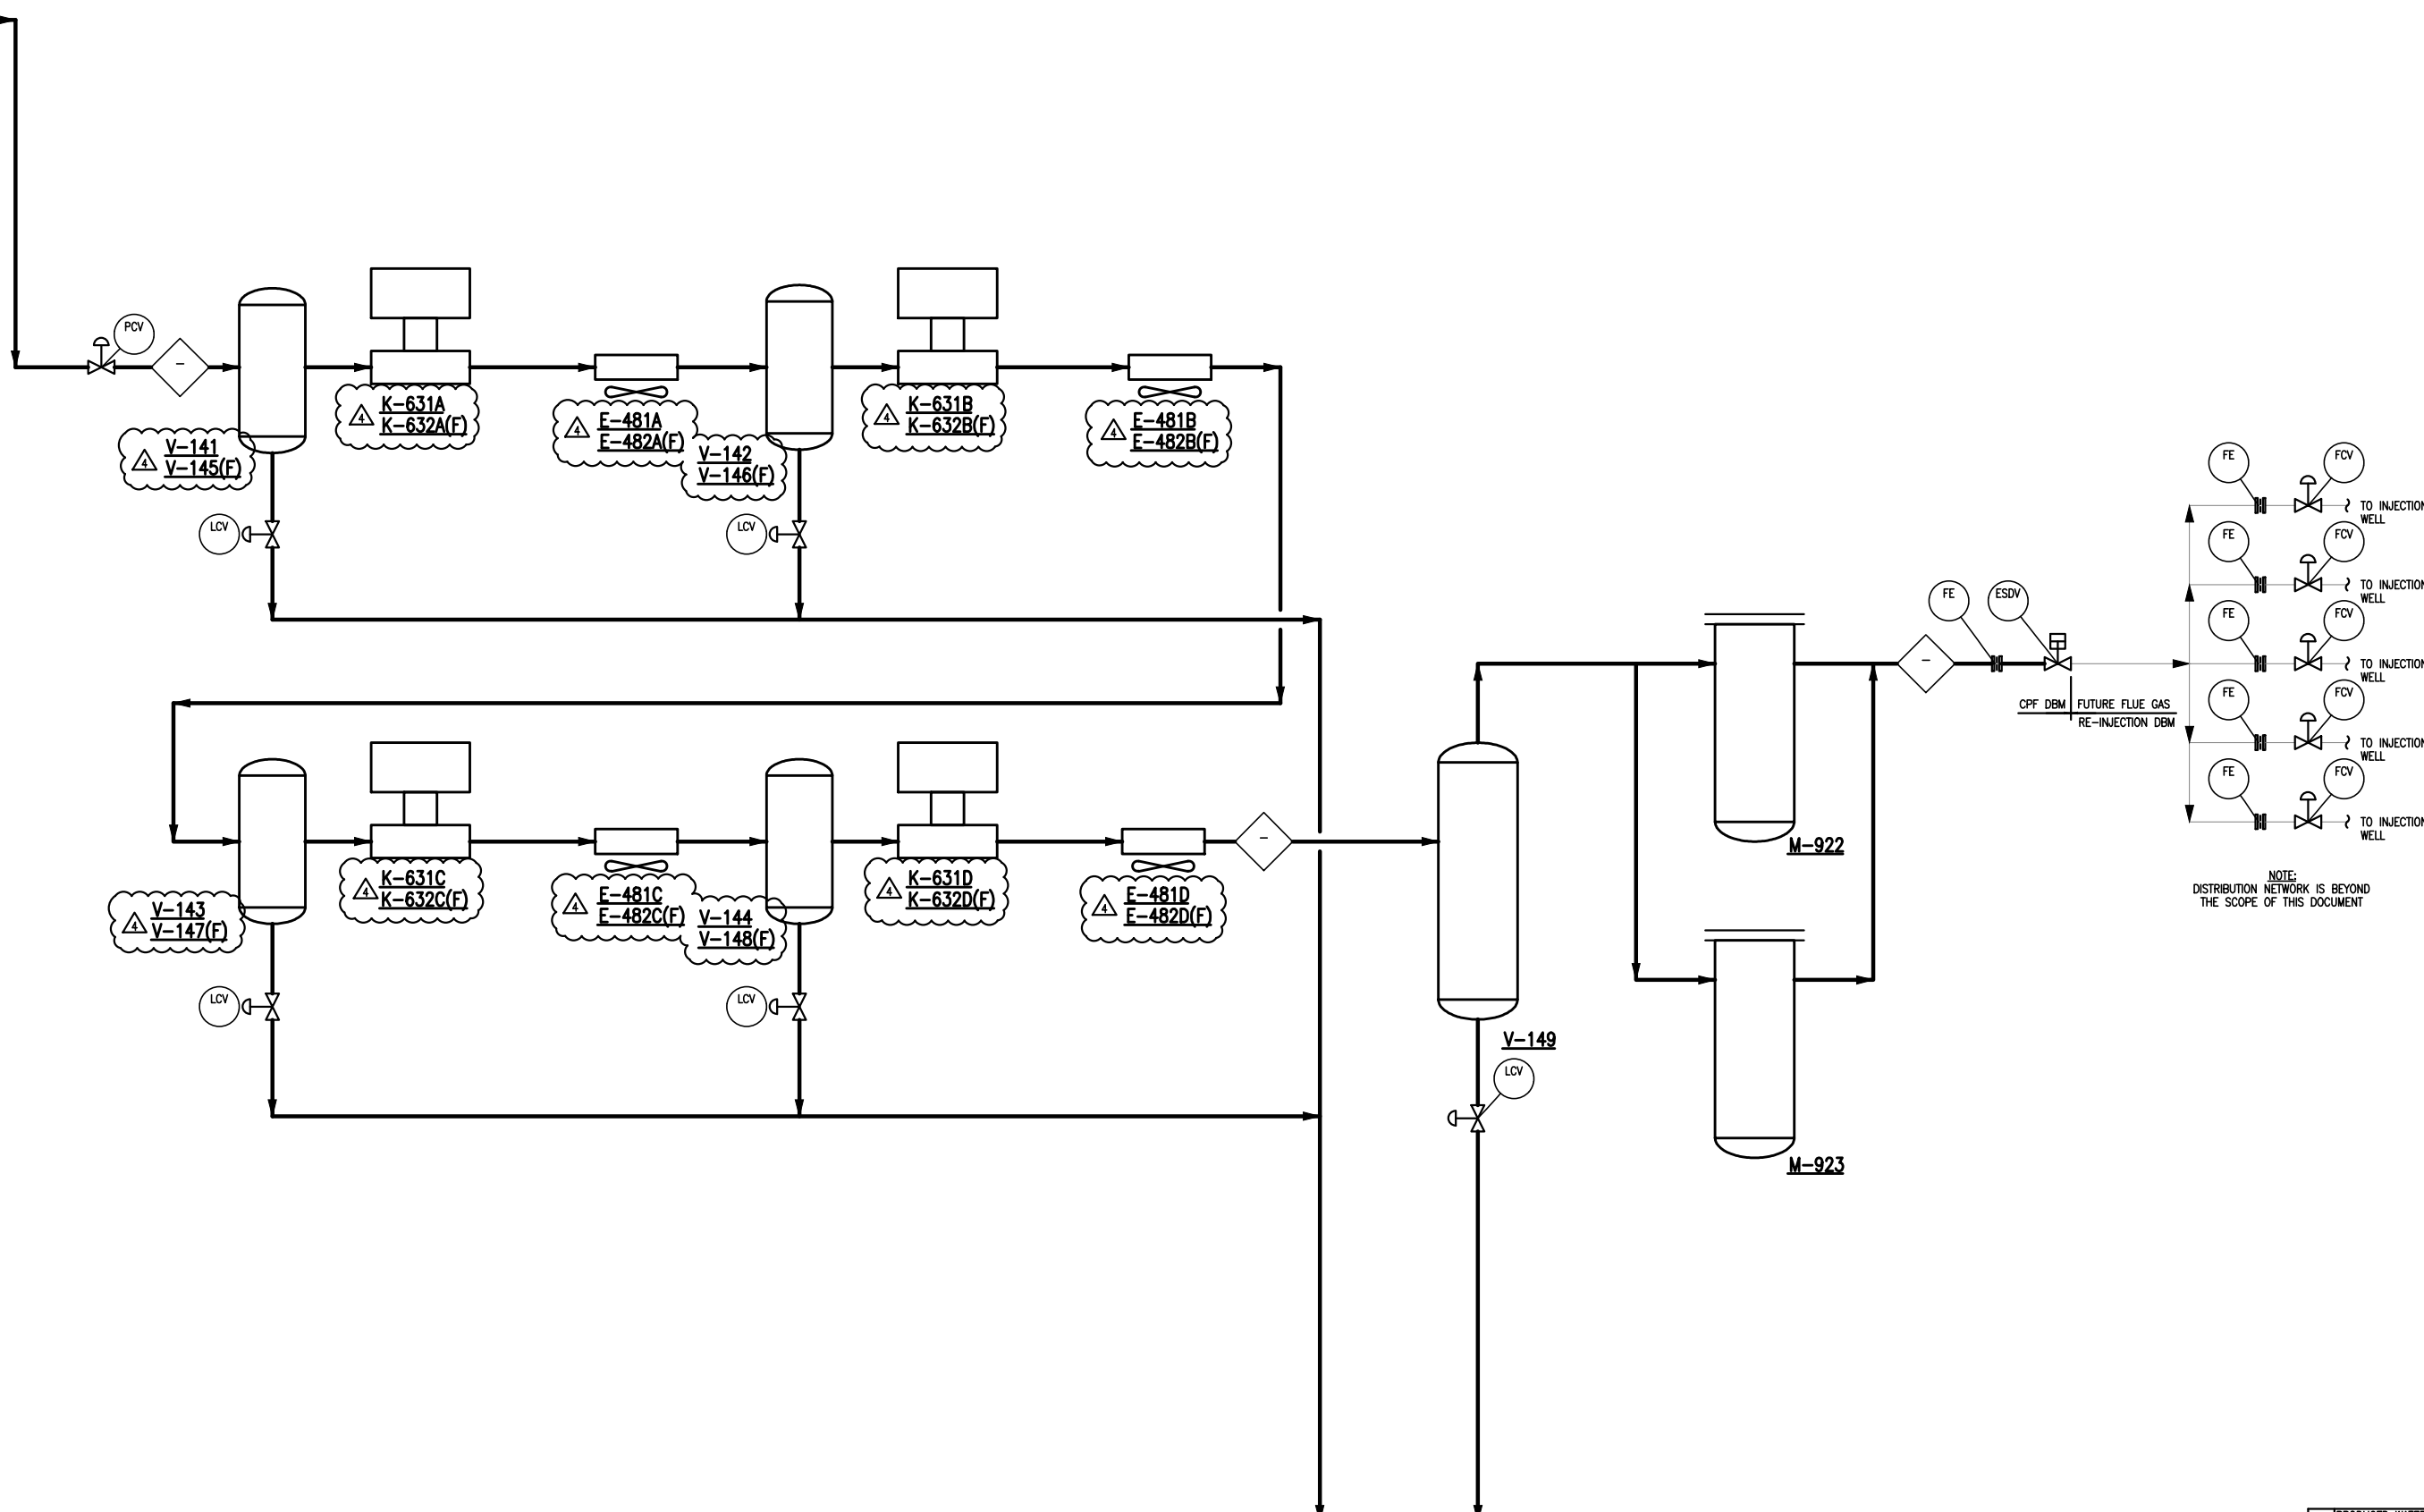 PCV
K-631A
K-632A(F)
4
E-481A
E-482A(F)
4
K-631B
K-632B(F)
4
E-481B
E-482B(F)
4
V-141
V-145(F)
4
V-142
V-146(F)
LCV
LCV
FE
FCV
TO INJECTION
WELL
FE
FCV
TO INJECTION
WELL
FE
ESDV
FE
FCV
TO INJECTION
WELL
CPF DBM
FUTURE FLUE GAS
RE-INJECTION DBM
FE
FCV
TO INJECTION
WELL
FE
FCV
TO INJECTION
WELL
M-922
NOTE:
DISTRIBUTION NETWORK IS BEYOND
THE SCOPE OF THIS DOCUMENT
K-631C
K-632C(F)
4
E-481C
E-482C(F)
4
K-631D
K-632D(F)
4
E-481D
E-482D(F)
4
V-143
V-147(F)
4
V-144
V-148(F)
LCV
LCV
V-149
LCV
M-923